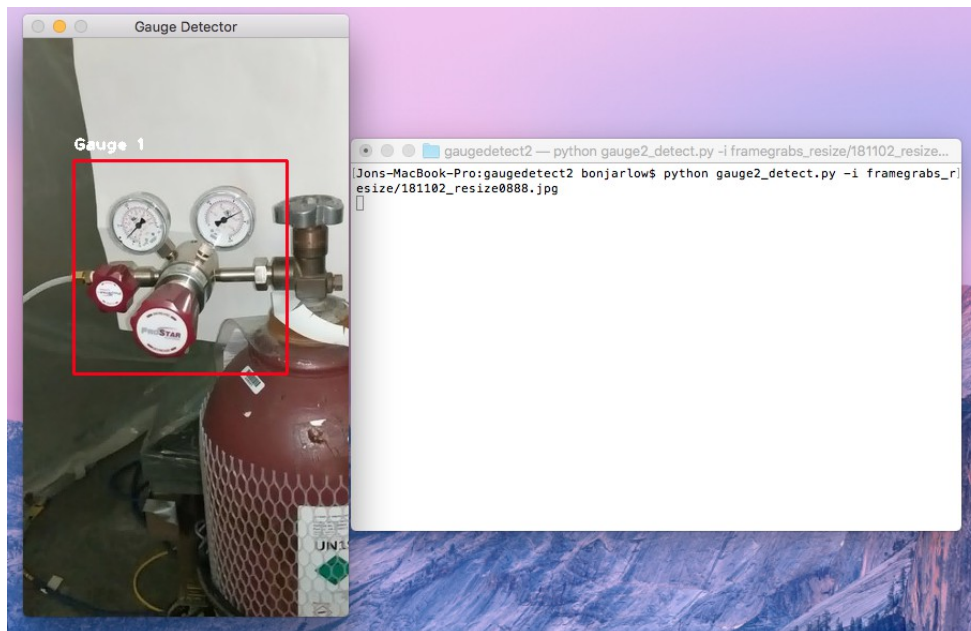 Gauge Detector
Gauge 1
PROSTAR
UN19
gaugedetect2 — python gauge2_detect.py -i framegrabs_resize/181102_resize...
[Jons-MacBook-Pro:gaugedetect2 bonjarlow$ python gauge2_detect.py -i framegrabs_r]
esize/181102_resize0888.jpg